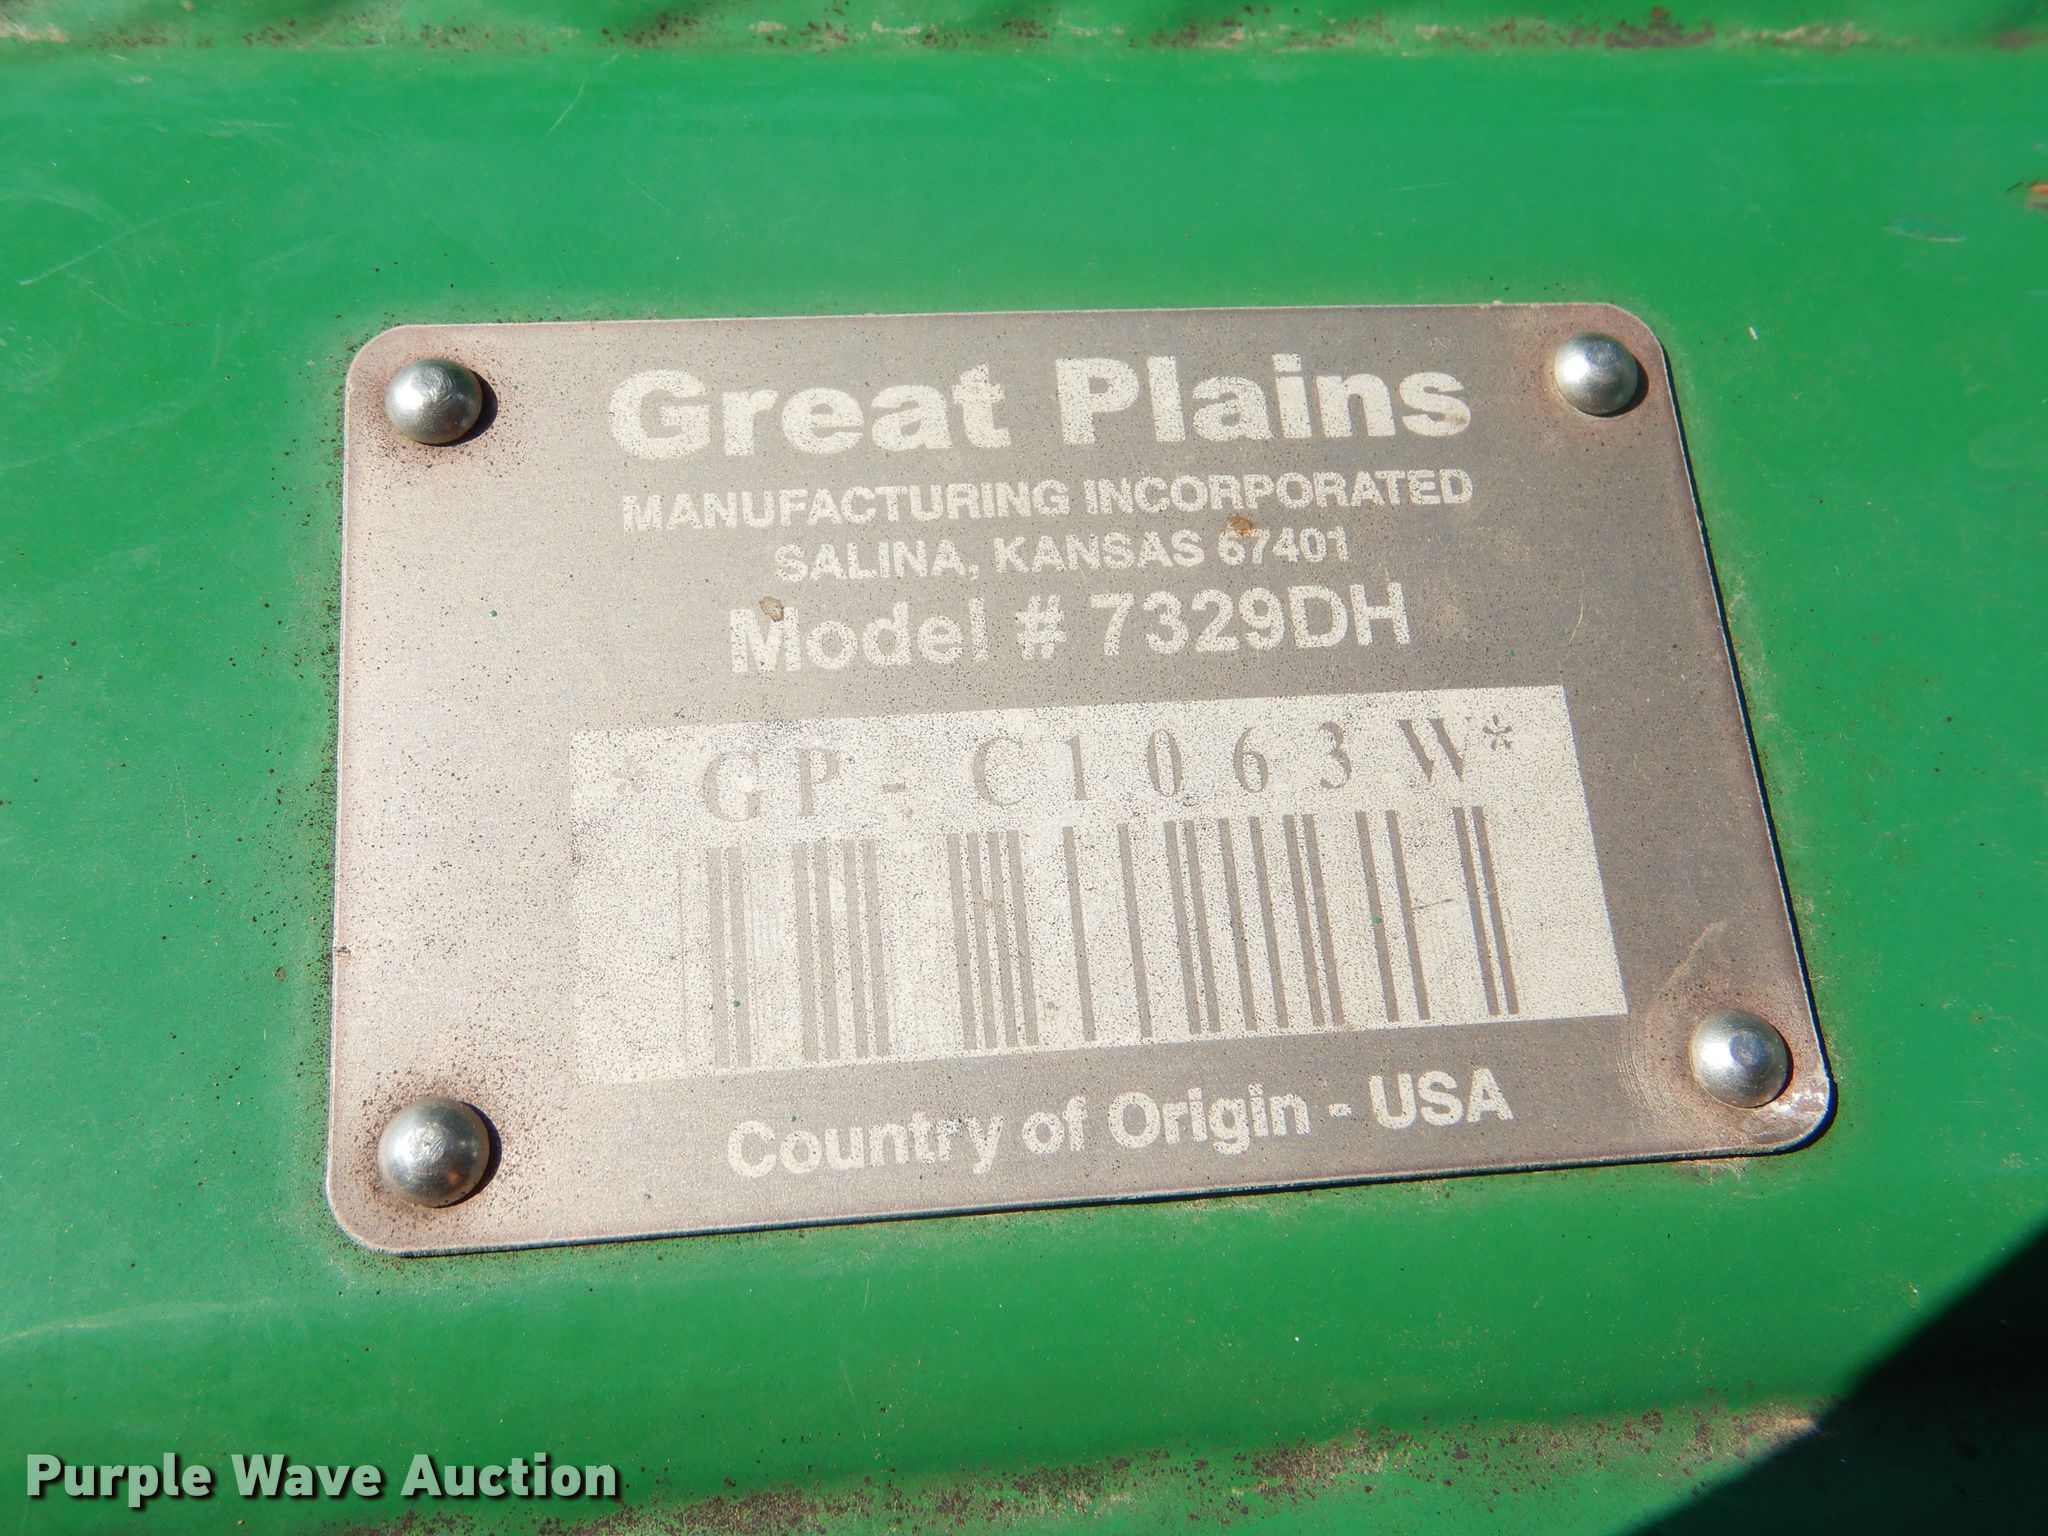 Great Plains
MANUFACTURING INCORPORATED
SALINA, KANSAS 67401
Model # 7329DH
*GP-C1063W*
Country of Origin - USA
Purple Wave Auction